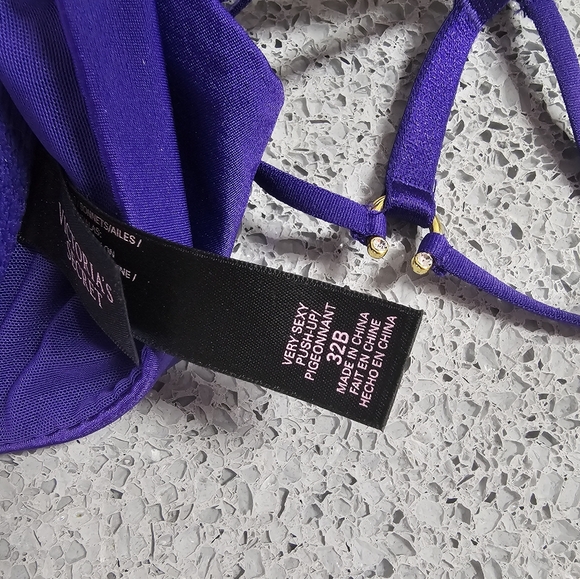 VICTORIA'S
SECRET
VERY SEXY
PUSH-UP/
PIGEONNANT
32B
MADE IN CHINA
FAIT EN CHINE
HECHO EN CHINA